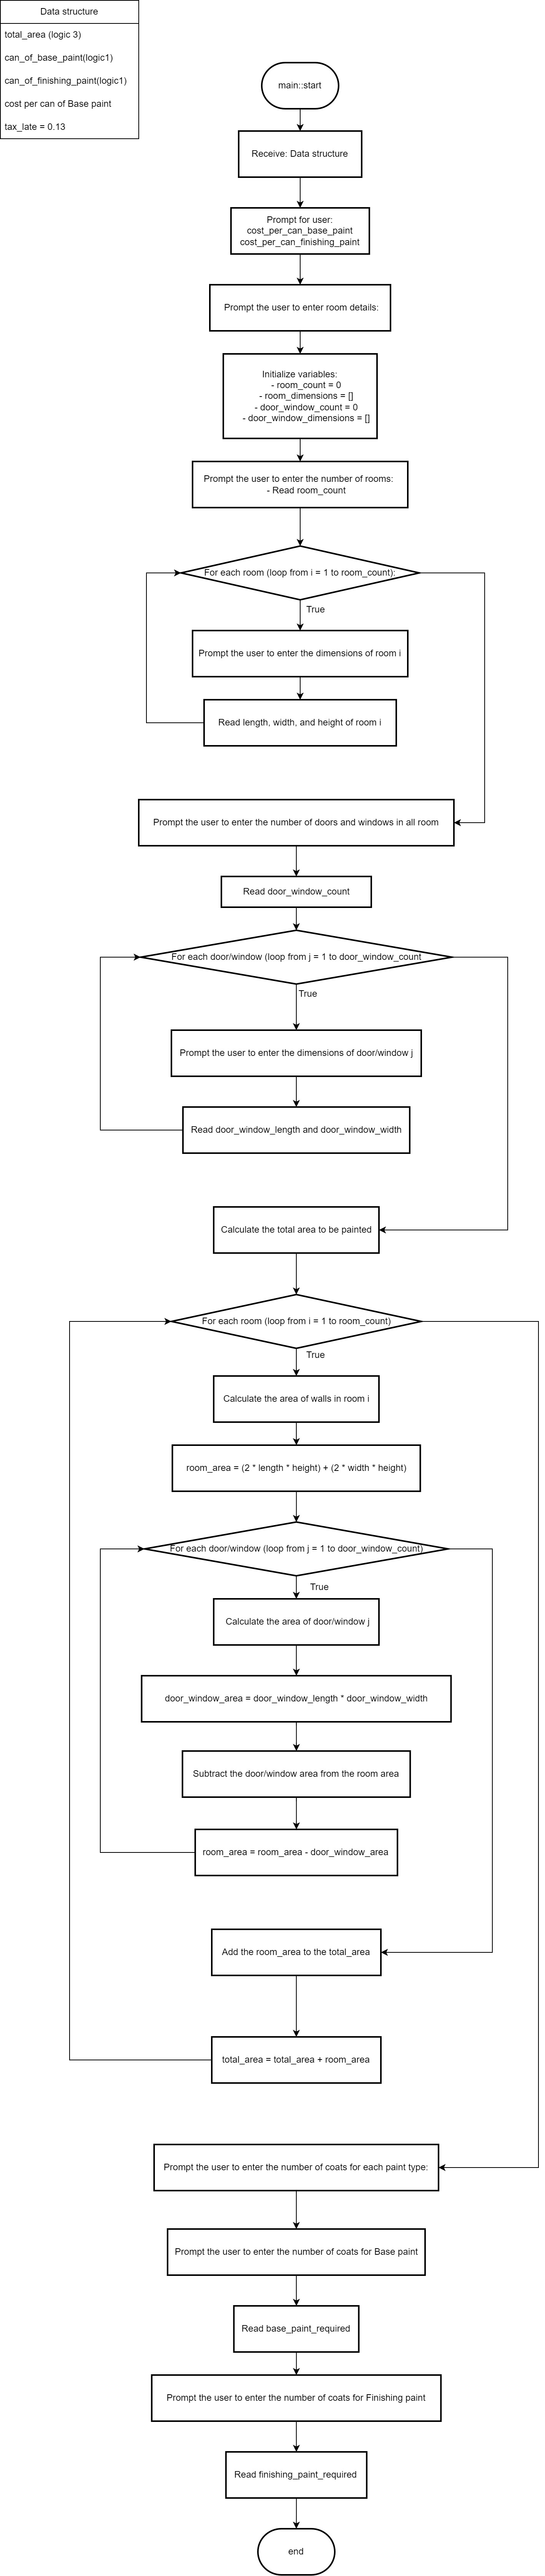 Data structure
total_area (logic 3)
can_of_base_paint(logic1)
can_of_finishing_paint(logic1)
cost per can of Base paint
tax_late = 0.13
main::start
Receive: Data structure
Prompt for user:
cost_per_can_base_paint
cost_per_can_finishing_paint
Prompt the user to enter room details:
Initialize variables:
- room_count = 0
- room_dimensions = []
- door_window_count = 0
- door_window_dimensions = []
Prompt the user to enter the number of rooms:
- Read room_count
For each room (loop from i = 1 to room_count):
True
Prompt the user to enter the dimensions of room i
Read length, width, and height of room i
Prompt the user to enter the number of doors and windows in all room
Read door_window_count
For each door/window (loop from j = 1 to door_window_count
True
Prompt the user to enter the dimensions of door/window j
Read door_window_length and door_window_width
Calculate the total area to be painted
For each room (loop from i = 1 to room_count)
True
Calculate the area of walls in room i
room_area = (2 * length * height) + (2 * width * height)
For each door/window (loop from j = 1 to door_window_count)
True
Calculate the area of door/window j
door_window_area = door_window_length * door_window_width
Subtract the door/window area from the room area
room_area = room_area - door_window_area
Add the room_area to the total_area
total_area = total_area + room_area
Prompt the user to enter the number of coats for each paint type:
Prompt the user to enter the number of coats for Base paint
Read base_paint_required
Prompt the user to enter the number of coats for Finishing paint
Read finishing_paint_required
end